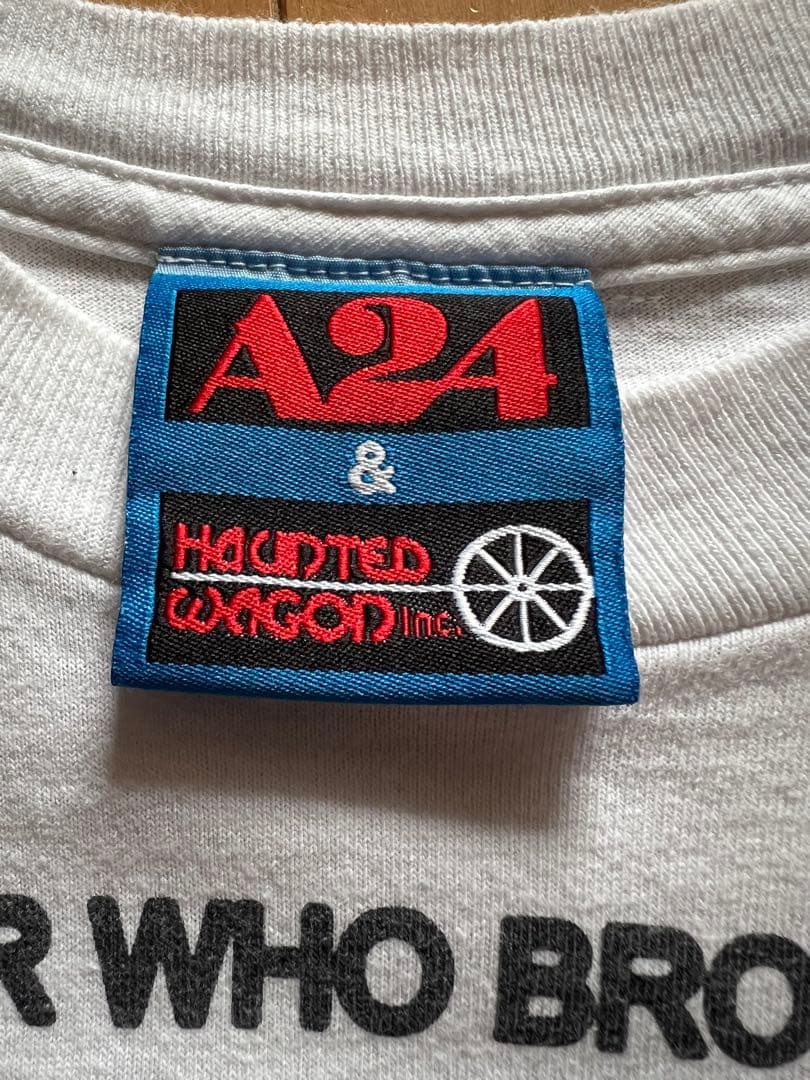 A24
&
HAUNTED
WAGON Inc.
R WHO BRO